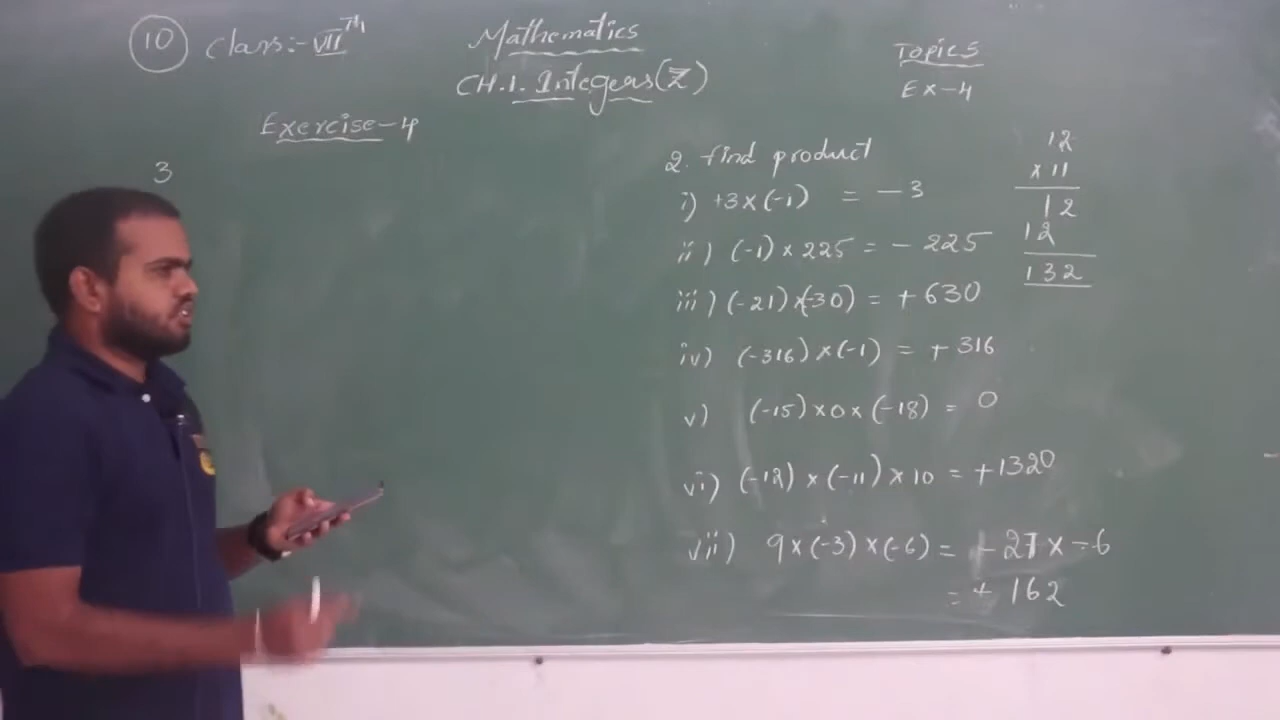 10 Class:- VII TH
Mathematics
CH.1. Integers(Z)
Topics
Ex-4
Exercise-4
3
2. find product
i) +3×(-1) = -3
ii) (-1)×225 = -225
iii) (-21)×(-30) = +630
iv) (-316)×(-1) = +316
v) (-15)×0×(-18) = 0
vi) (-12)×(-11)×10 = +1320
vii) 9×(-3)×(-6) = -27×-6
= +162
12
×11
12
12
132